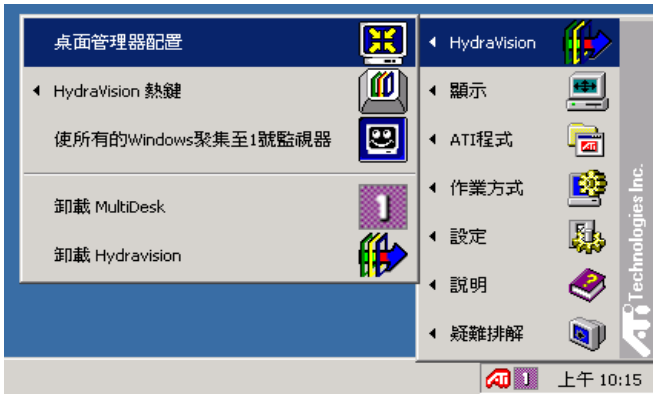 桌面管理器配置
HydraVision 熱鍵
使所有的Windows聚集至1號監視器
卸載 MultiDesk
卸載 Hydravision
HydraVision
顯示
ATI程式
作業方式
設定
說明
疑難排解
ATI Technologies Inc.
ATI
1
上午 10:15